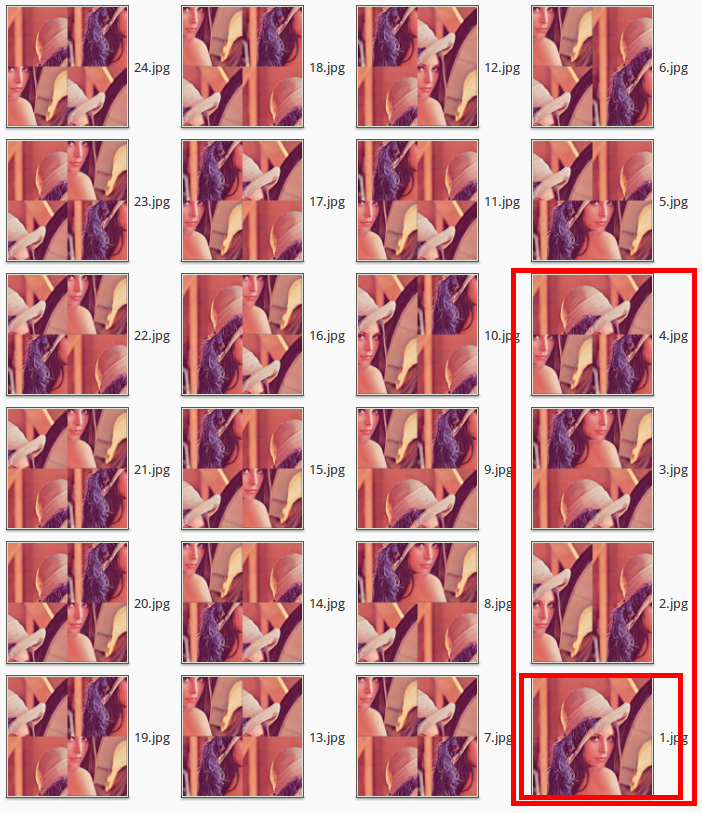 24.jpg 18.jpg 12.jpg 6.jpg
23.jpg 17.jpg 11.jpg 5.jpg
22.jpg 16.jpg 10.jpg 4.jpg
21.jpg 15.jpg 9.jpg 3.jpg
20.jpg 14.jpg 8.jpg 2.jpg
19.jpg 13.jpg 7.jpg 1.jpg